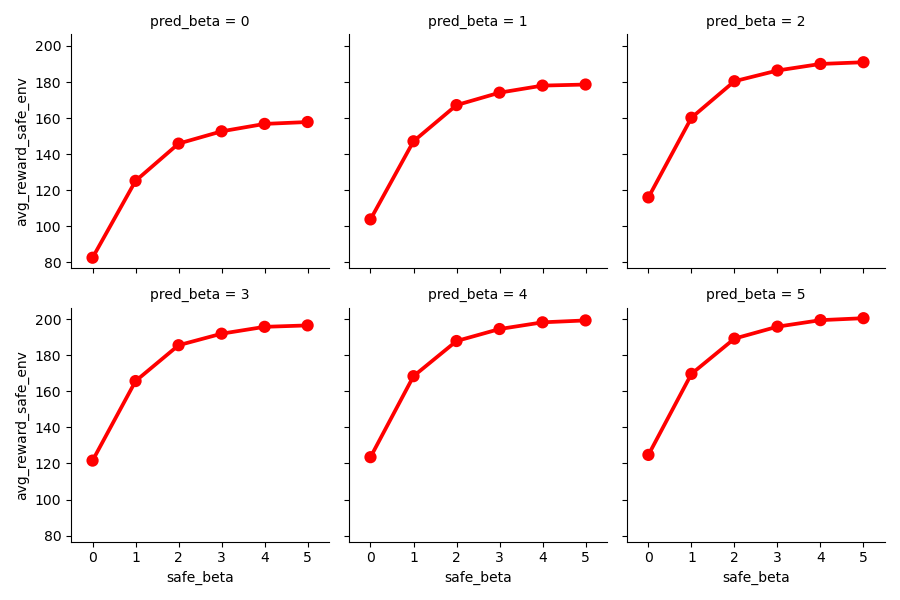 pred_beta = 0
pred_beta = 1
pred_beta = 2
avg_reward_safe_env
200
180
160
140
120
100
80
pred_beta = 3
pred_beta = 4
pred_beta = 5
avg_reward_safe_env
200
180
160
140
120
100
80
0 1 2 3 4 5
0 1 2 3 4 5
0 1 2 3 4 5
safe_beta
safe_beta
safe_beta